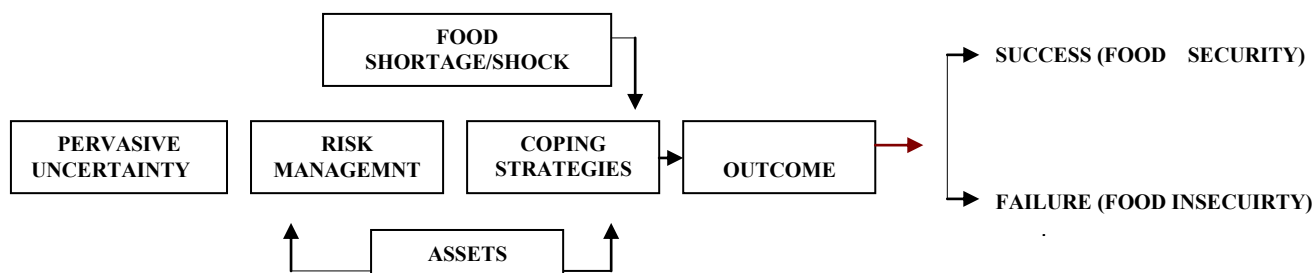 FOOD
SHORTAGE/SHOCK
SUCCESS (FOOD SECURITY)
PERVASIVE
UNCERTAINTY
RISK
MANAGEMNT
COPING
STRATEGIES
OUTCOME
FAILURE (FOOD INSECUIRTY)
.
ASSETS